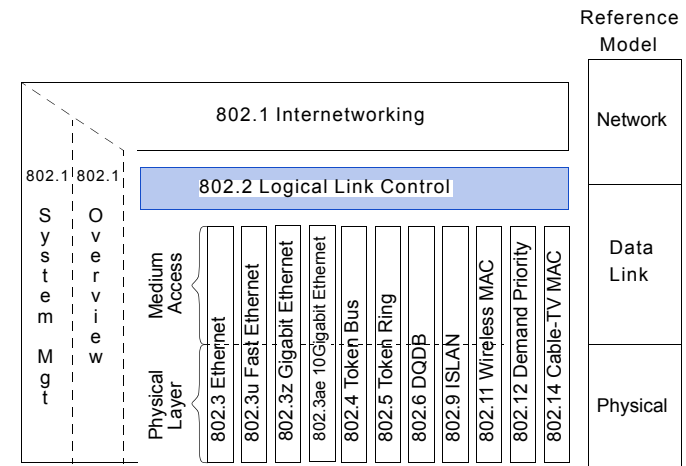 Reference
Model
802.1 Internetworking
Network
802.1
802.1
802.2 Logical Link Control
System Mgt
Overview
Data
Link
Medium
Access
Physical
Layer
802.3 Ethernet
802.3u Fast Ethernet
802.3z Gigabit Ethernet
802.3ae 10Gigabit Ethernet
802.4 Token Bus
802.5 Token Ring
802.6 DQDB
802.9 ISLAN
802.11 Wireless MAC
802.12 Demand Priority
802.14 Cable-TV MAC
Physical